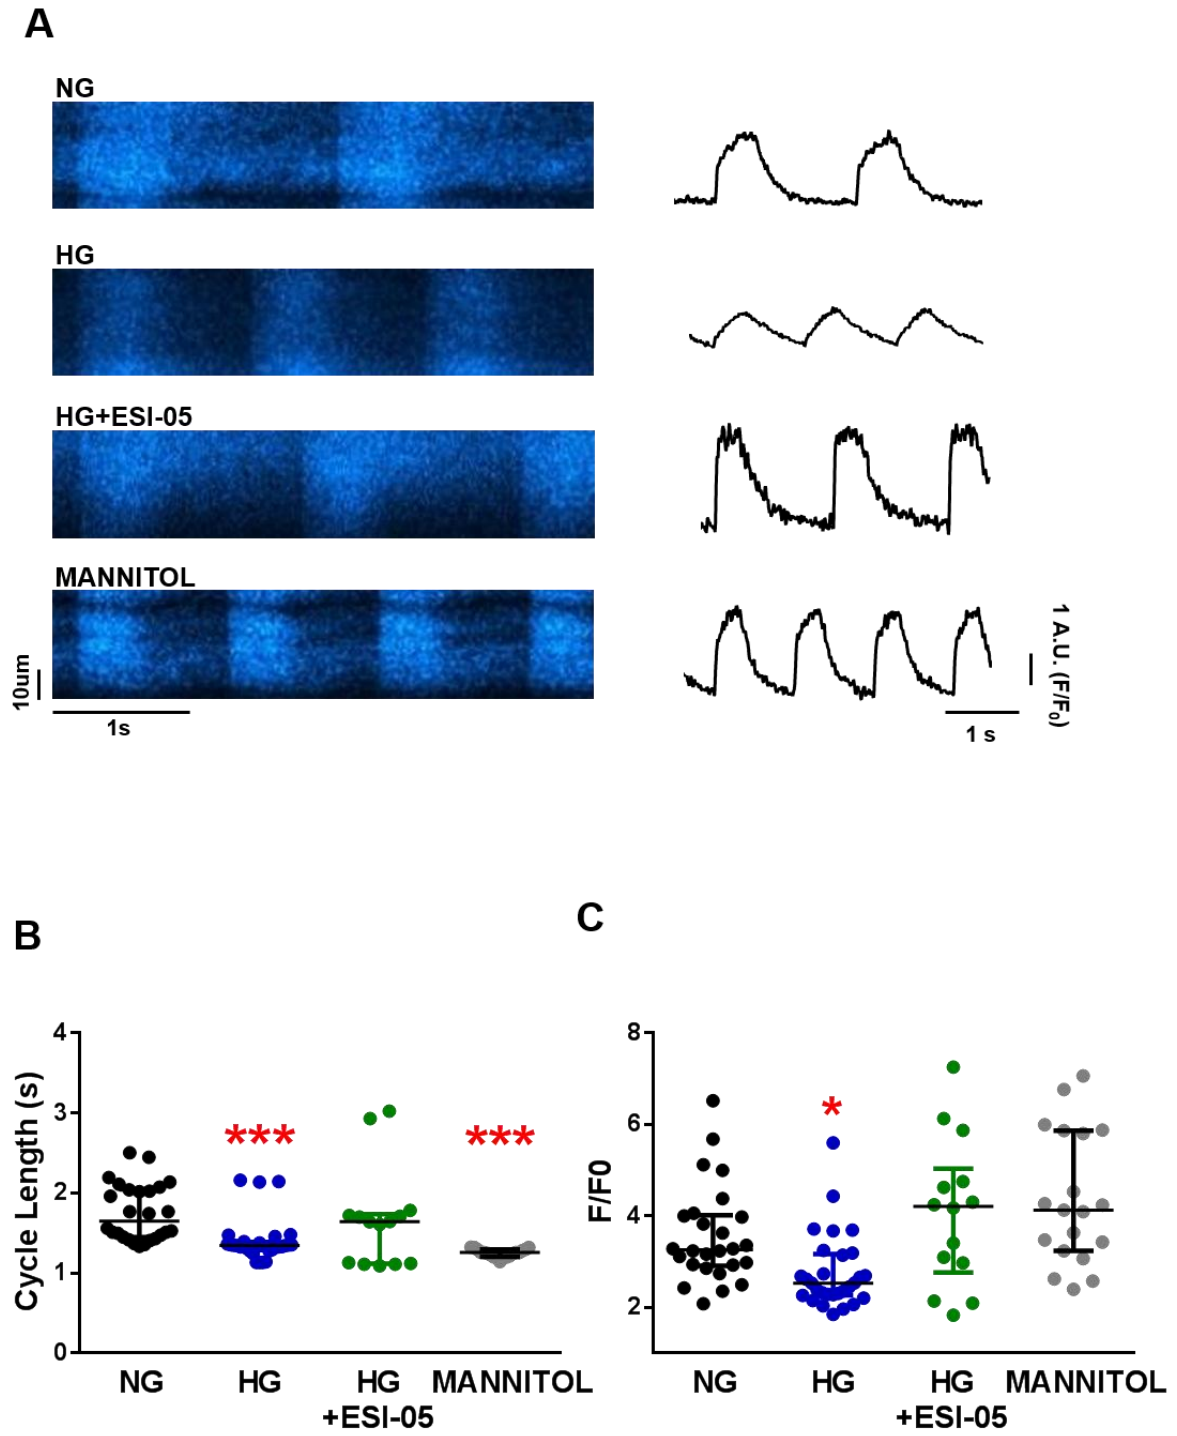 A
NG
HG
HG+ESI-05
MANNITOL
10um
1s
1 s
1 A.U. (F/F0)
B
Cycle Length (s)
4
3
2
1
0
***
***
NG
HG
HG
+ESI-05
MANNITOL
C
F/F0
8
6
4
2
*
NG
HG
HG
+ESI-05
MANNITOL